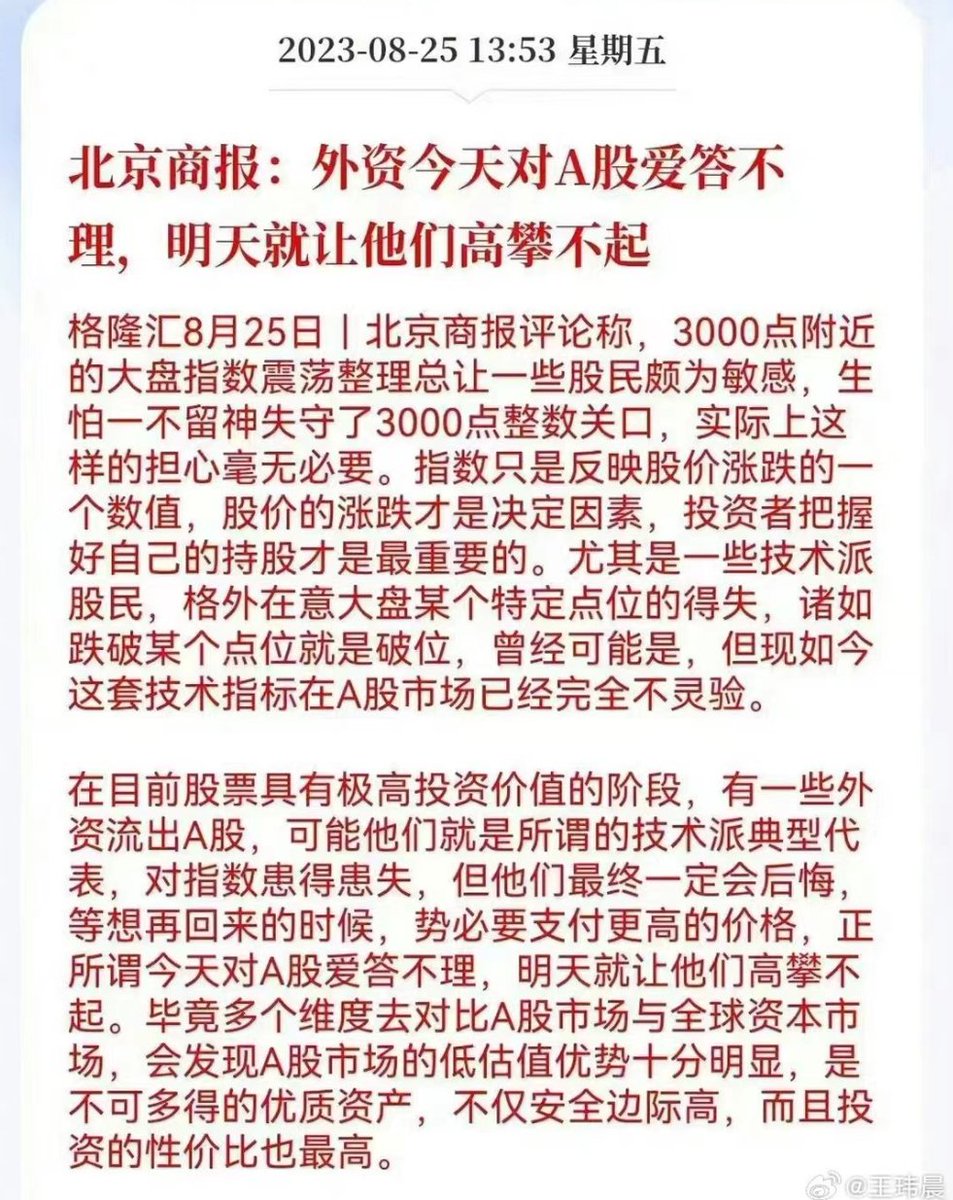 2023-08-25 13:53 星期五
北京商报：外资今天对A股爱答不
理，明天就让他们高攀不起
格隆汇8月25日｜北京商报评论称，3000点附近
的大盘指数震荡整理总让一些股民颇为敏感，生
怕一不留神失守了3000点整数关口，实际上这
样的担心毫无必要。指数只是反映股价涨跌的一
个数值，股价的涨跌才是决定因素，投资者把握
好自己的持股才是最重要的。尤其是一些技术派
股民，格外在意大盘某个特定点位的得失，诸如
跌破某个点位就是破位，曾经可能是，但现如今
这套技术指标在A股市场已经完全不灵验。
在目前股票具有极高投资价值的阶段，有一些外
资流出A股，可能他们就是所谓的技术派典型代
表，对指数患得患失，但他们最终一定会后悔，
等想再回来的时候，势必要支付更高的价格，正
所谓今天对A股爱答不理，明天就让他们高攀不
起。毕竟多个维度去对比A股市场与全球资本市
场，会发现A股市场的低估值优势十分明显，是
不可多得的优质资产，不仅安全边际高，而且投
资的性价比也最高。
@王玮晨